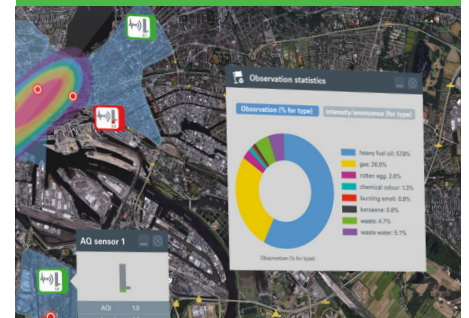 Observation statistics
Observation (% for type)
intensity/annoyance (for type)
heavy fuel oil: 57.8%
gas: 26.9%
rotten egg: 2.6%
chemical odour: 1.3%
burning smell: 0.8%
kerosene: 0.8%
waste: 4.7%
waste water: 5.1%
Observation (% for type)
AQ sensor 1
AQI 1.0